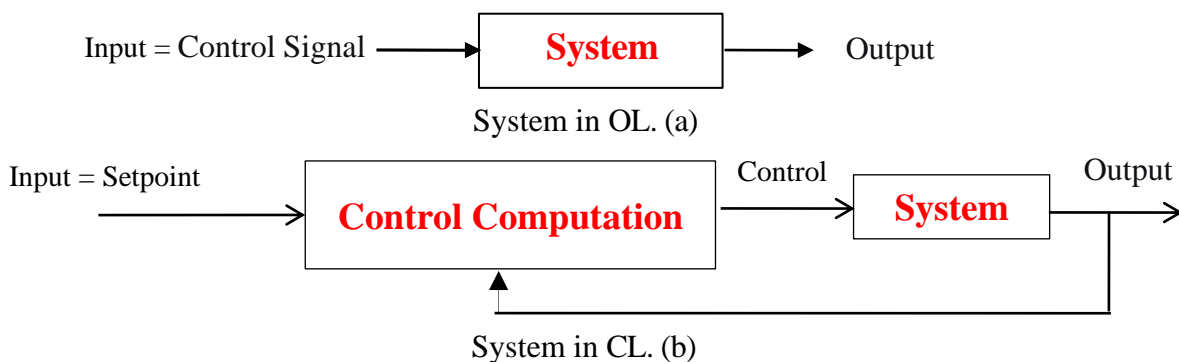 Input = Control Signal System Output
System in OL. (a)
Input = Setpoint Control Computation Control System Output
System in CL. (b)